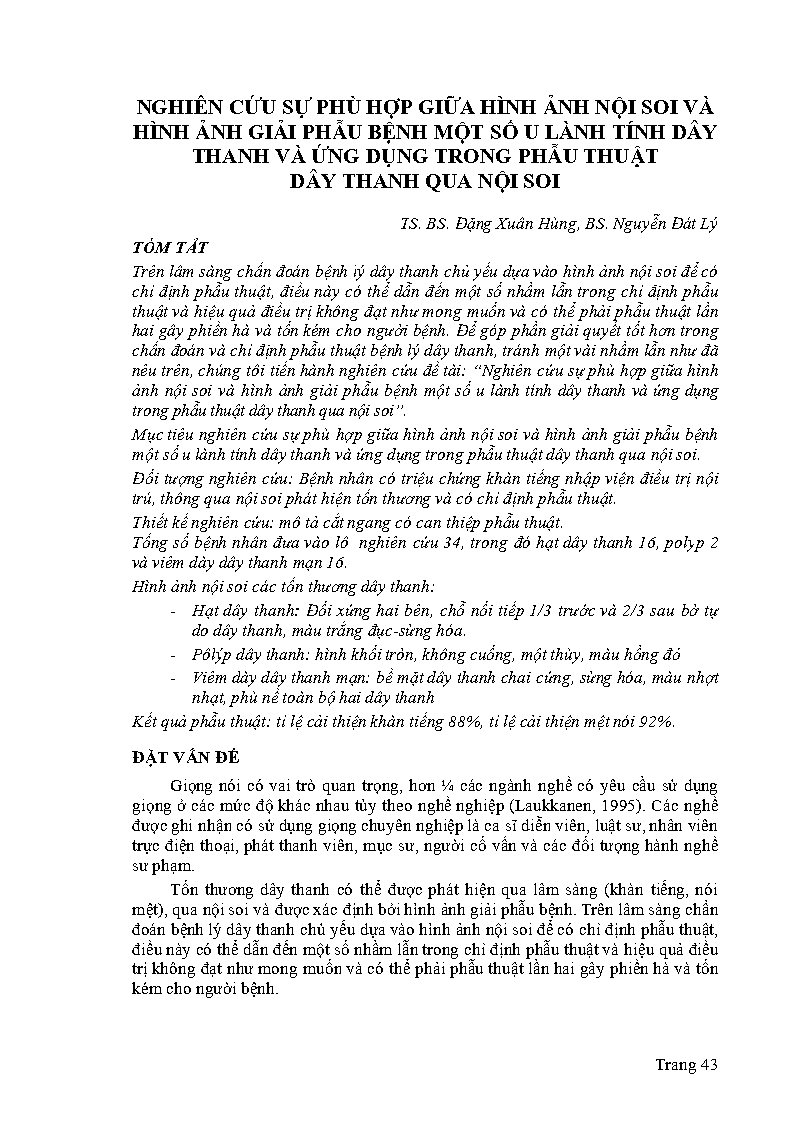 NGHIÊN CỨU SỰ PHÙ HỢP GIỮA HÌNH ẢNH NỘI SOI VÀ
HÌNH ẢNH GIẢI PHẪU BỆNH MỘT SỐ U LÀNH TÍNH DÂY
THANH VÀ ỨNG DỤNG TRONG PHẪU THUẬT
DÂY THANH QUA NỘI SOI
TS. BS. Đặng Xuân Hùng, BS. Nguyễn Đát Lý
TÓM TẮT
Trên lâm sàng chẩn đoán bệnh lý dây thanh chủ yếu dựa vào hình ảnh nội soi để có
chỉ định phẫu thuật, điều này có thể dẫn đến một số nhầm lẫn trong chỉ định phẫu
thuật và hiệu quả điều trị không đạt như mong muốn và có thể phải phẫu thuật lần
hai gây phiền hà và tốn kém cho người bệnh. Để góp phần giải quyết tốt hơn trong
chẩn đoán và chỉ định phẫu thuật bệnh lý dây thanh, tránh một vài nhầm lẫn như đã
nêu trên, chúng tôi tiến hành nghiên cứu đề tài: “Nghiên cứu sự phù hợp giữa hình
ảnh nội soi và hình ảnh giải phẫu bệnh một số u lành tính dây thanh và ứng dụng
trong phẫu thuật dây thanh qua nội soi”.
Mục tiêu nghiên cứu sự phù hợp giữa hình ảnh nội soi và hình ảnh giải phẫu bệnh
một số u lành tính dây thanh và ứng dụng trong phẫu thuật dây thanh qua nội soi.
Đối tượng nghiên cứu: Bệnh nhân có triệu chứng khàn tiếng nhập viện điều trị nội
trú, thông qua nội soi phát hiện tổn thương và có chỉ định phẫu thuật.
Thiết kế nghiên cứu: mô tả cắt ngang có can thiệp phẫu thuật.
Tổng số bệnh nhân đưa vào lô nghiên cứu 34, trong đó hạt dây thanh 16, polyp 2
và viêm dày dây thanh mạn 16.
Hình ảnh nội soi các tổn thương dây thanh:
- Hạt dây thanh: Đối xứng hai bên, chỗ nối tiếp 1/3 trước và 2/3 sau bờ tự
do dây thanh, màu trắng đục-sừng hóa.
- Pôlýp dây thanh: hình khối tròn, không cuống, một thùy, màu hồng đỏ
- Viêm dày dây thanh mạn: bề mặt dây thanh chai cứng, sừng hóa, màu nhợt
nhạt, phù nề toàn bộ hai dây thanh
Kết quả phẫu thuật: tỉ lệ cải thiện khàn tiếng 88%, tỉ lệ cải thiện mệt nói 92%.
ĐẶT VẤN ĐỀ
Giọng nói có vai trò quan trọng, hơn ¼ các ngành nghề có yêu cầu sử dụng
giọng ở các mức độ khác nhau tùy theo nghề nghiệp (Laukkanen, 1995). Các nghề
được ghi nhận có sử dụng giọng chuyên nghiệp là ca sĩ diễn viên, luật sư, nhân viên
trực điện thoại, phát thanh viên, mục sư, người cố vấn và các đối tượng hành nghề
sư phạm.
Tổn thương dây thanh có thể được phát hiện qua lâm sàng (khàn tiếng, nói
mệt), qua nội soi và được xác định bởi hình ảnh giải phẫu bệnh. Trên lâm sàng chẩn
đoán bệnh lý dây thanh chủ yếu dựa vào hình ảnh nội soi để có chỉ định phẫu thuật,
điều này có thể dẫn đến một số nhầm lẫn trong chỉ định phẫu thuật và hiệu quả điều
trị không đạt như mong muốn và có thể phải phẫu thuật lần hai gây phiền hà và tốn
kém cho người bệnh.
Trang 43